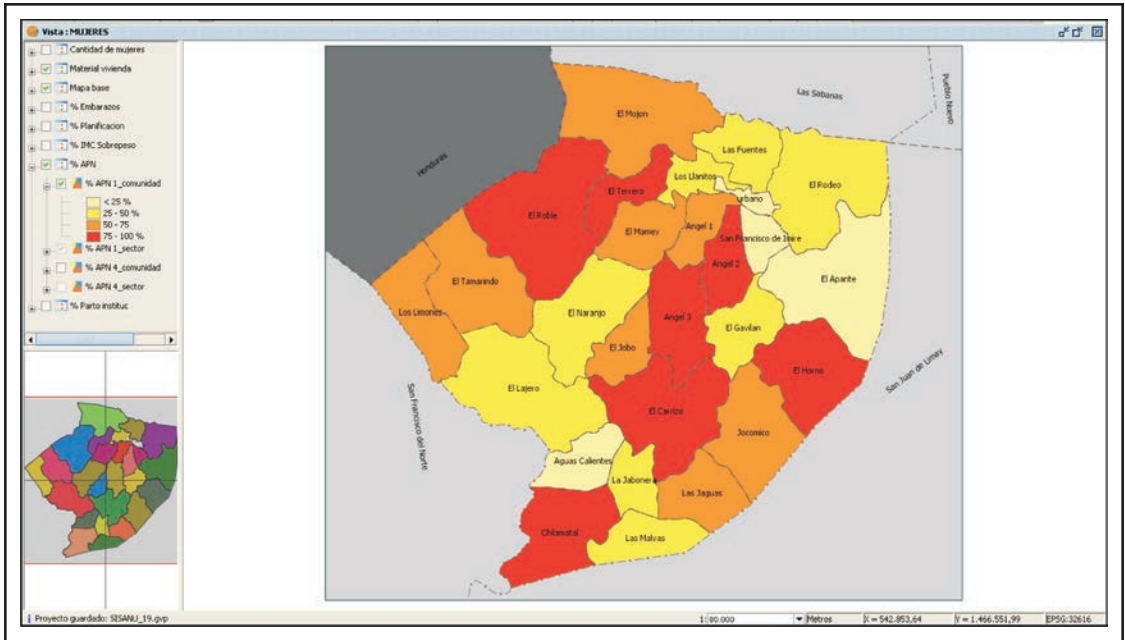 Vista : MUJERES
Cantidad de mujeres
Material vivienda
Mapa base
% Embarazos
% Planificacion
% IMC Sobrepeso
% APN
% APN 1_comunidad
< 25 %
25 - 50 %
50 - 75
75 - 100 %
% APN 1_sector
% APN 4_comunidad
% APN 4_sector
% Parto instituc
Las Sabanas
Pueblo Nuevo
Honduras
El Mojon
Las Fuentes
Los Llanitos
El Rodeo
El Terrero
urbano
El Roble
El Mamey
Angel 1
San Francisco de Imire
Angel 2
El Apante
El Tamarindo
Los Limones
El Naranjo
Angel 3
El Gavilan
El Jobo
El Horno
San Juan de Limay
El Lajero
San Francisco del Norte
El Carrizo
Jocomico
Aguas Calientes
La Jabonera
Las Jaguas
Chilamatal
Las Malvas
Proyecto guardado: SISANU_19.gvp
1: 80.000
Metros
X = 542.853,64
Y = 1.466.551,99
EPSG:32616